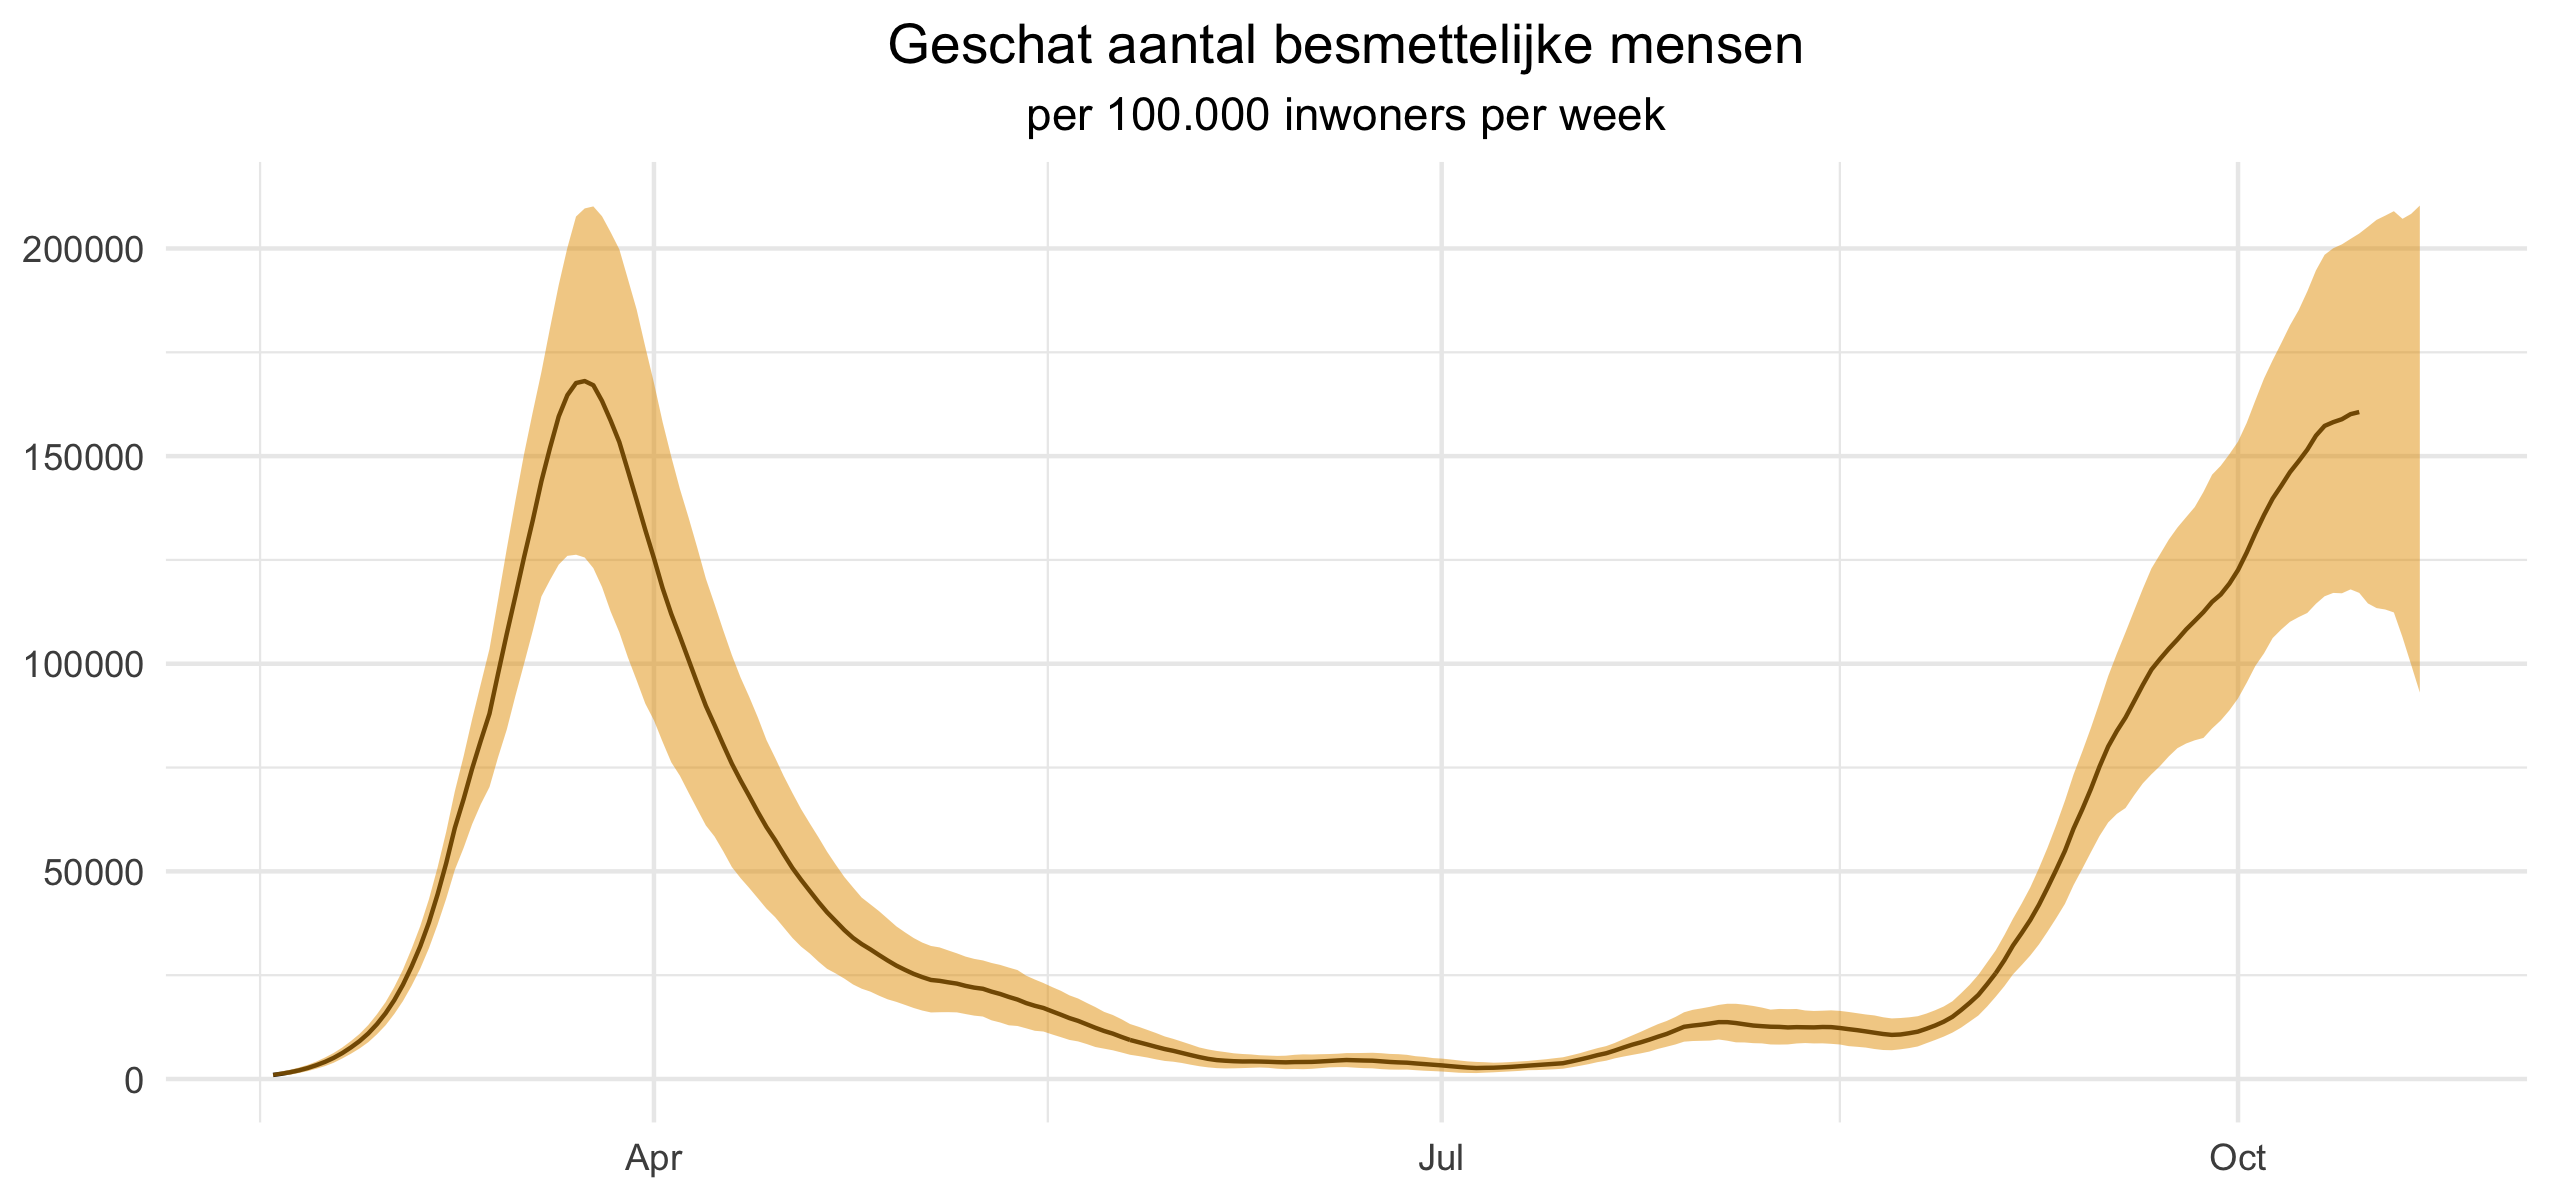 Geschat aantal besmettelijke mensen
per 100.000 inwoners per week
200000
150000
100000
50000
0
Apr
Jul
Oct